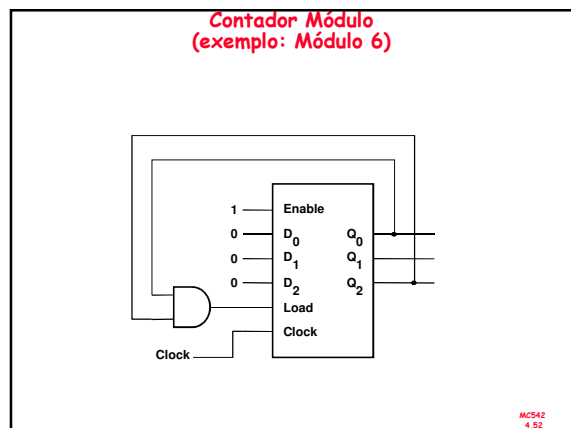 Contador Módulo
(exemplo: Módulo 6)
1 Enable
0 D0 Q0
0 D1 Q1
0 D2 Q2
Load
Clock
Clock
MC542
4.52